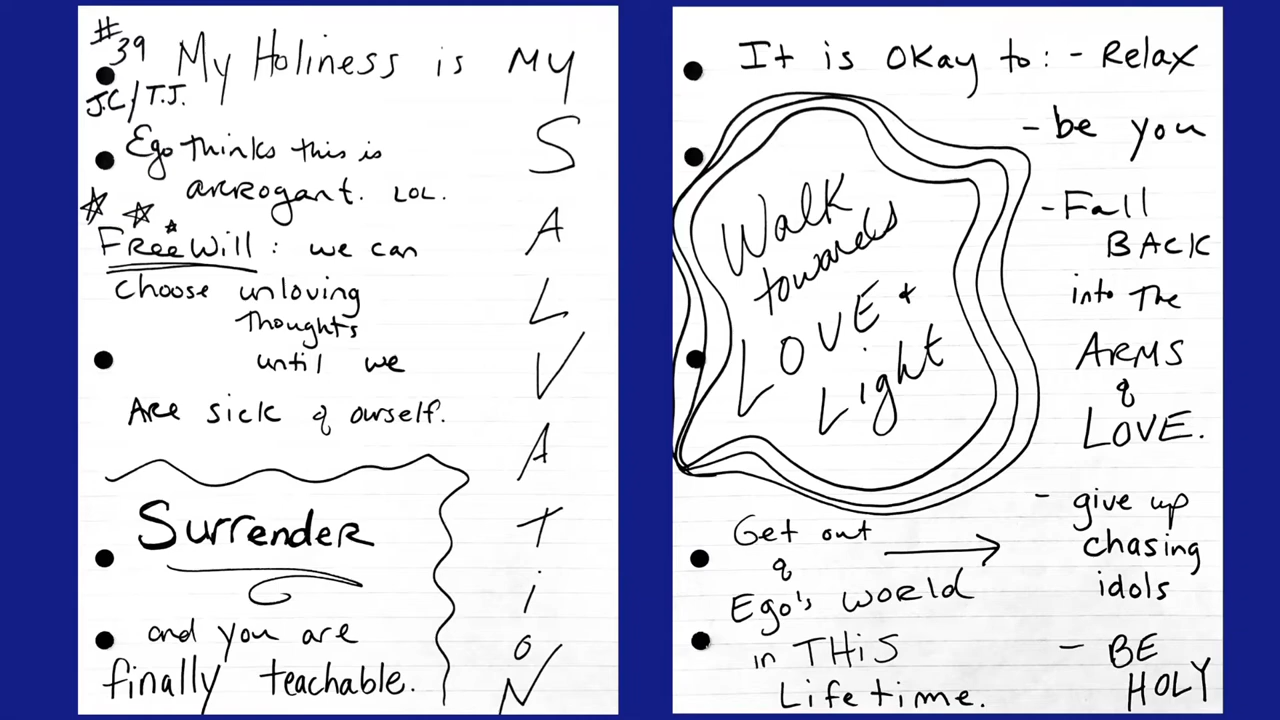 #39
My Holiness is MY
J.C/T.J.
SALVATiON
Ego thinks this is
arrogant. LOL.
Free Will: we can
choose unloving
Thoughts
until we
Are sick of ourself.
Surrender
and you are
finally teachable.
It is OKay to: - Relax
- be you
- Fall
BACK
into The
ARMS
of
LOVE.
- give up
chasing
idols
- BE
HOLY
Walk
towards
LOVE +
Light
Get out
of
Ego's WORLD
in THiS
Life time.